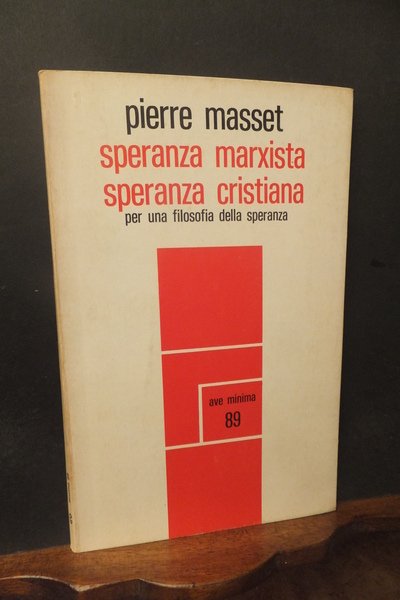 pierre masset
speranza marxista
speranza cristiana
per una filosofia della speranza
ave minima
89